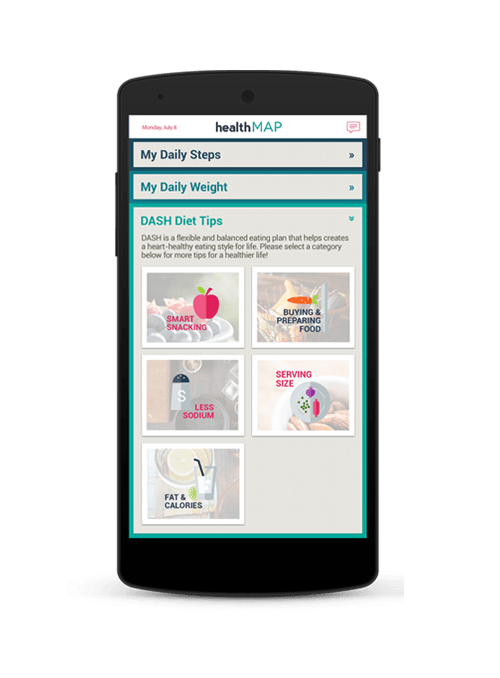 Monday, July 8
healthMAP
My Daily Steps »
My Daily Weight »
DASH Diet Tips
DASH is a flexible and balanced eating plan that helps creates
a heart-healthy eating style for life. Please select a category
below for more tips for a healthier life!
SMART
SNACKING
BUYING &
PREPARING
FOOD
S
LESS
SODIUM
SERVING
SIZE
FAT &
CALORIES